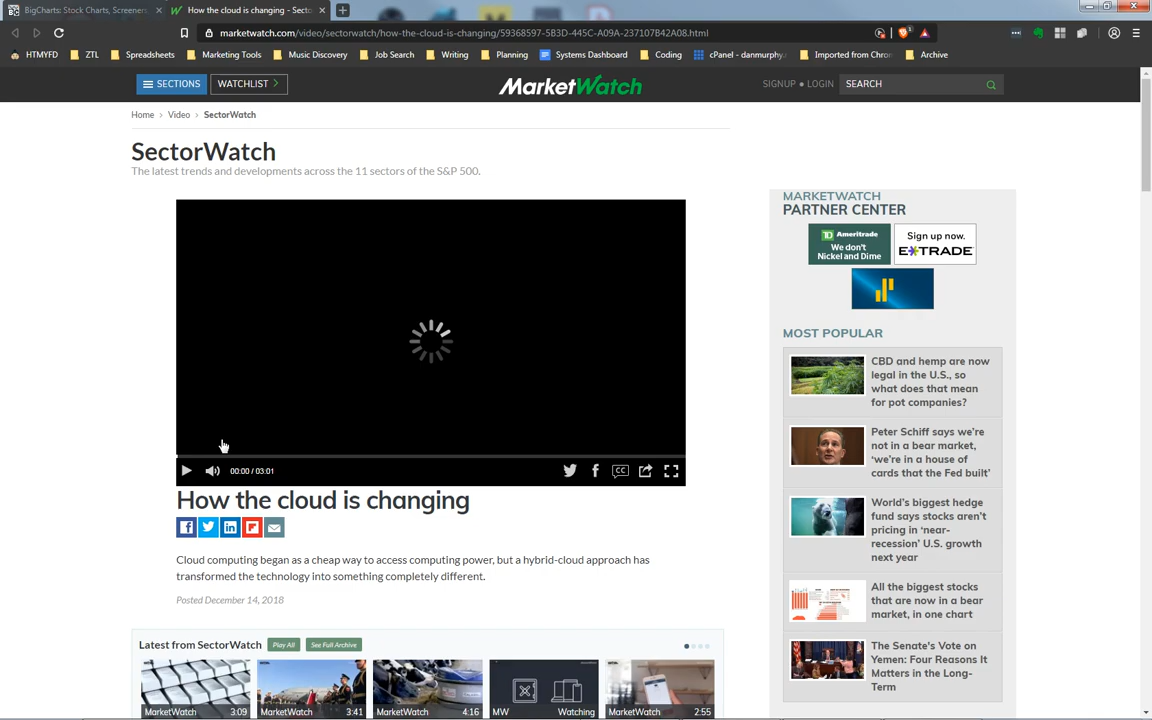 BigCharts: Stock Charts, Screeners
How the cloud is changing - Secto
marketwatch.com/video/sectorwatch/how-the-cloud-is-changing/59368597-5B3D-445C-A09A-237107B42A08.html
HTMYFD
ZTL
Spreadsheets
Marketing Tools
Music Discovery
Job Search
Writing
Planning
Systems Dashboard
Coding
cPanel - danmurphy
Imported from Chro
Archive
SECTIONS
WATCHLIST >
MarketWatch
SIGNUP • LOGIN
SEARCH
Home > Video > SectorWatch
SectorWatch
The latest trends and developments across the 11 sectors of the S&P 500.
00:00 / 03:01
CC
How the cloud is changing
Cloud computing began as a cheap way to access computing power, but a hybrid-cloud approach has
transformed the technology into something completely different.
Posted December 14, 2018
Latest from SectorWatch
Play All
See Full Archive
MarketWatch 3:09
MarketWatch 3:41
MarketWatch 4:16
MW Watching
MarketWatch 2:55
MARKETWATCH
PARTNER CENTER
TD Ameritrade
We don't
Nickel and Dime
Sign up now.
E*TRADE
MOST POPULAR
CBD and hemp are now
legal in the U.S., so
what does that mean
for pot companies?
Peter Schiff says we're
not in a bear market,
'we're in a house of
cards that the Fed built'
World's biggest hedge
fund says stocks aren't
pricing in 'near-
recession' U.S. growth
next year
All the biggest stocks
that are now in a bear
market, in one chart
The Senate's Vote on
Yemen: Four Reasons It
Matters in the Long-
Term